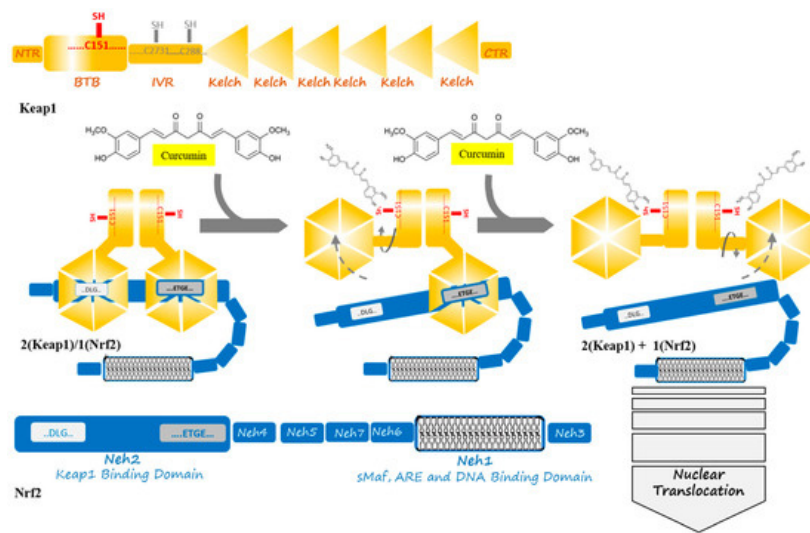 SH
SH SH
NTR ......C151.... ....C2731 ....C288 .... CTR
BTB IVR Kelch Kelch Kelch Kelch Kelch Kelch
Keap1
H₃CO O O OCH₃
HO OH
Curcumin
H₃CO O O OCH₃
HO OH
Curcumin
SH C151 C151 SH
SH C151 C151 SH
SH C151 C151 SH
..DLG.. ...ETGE...
..DLG.. ...ETGE...
..DLG.. ...ETGE...
2(Keap1)/1(Nrf2)
2(Keap1) + 1(Nrf2)
..DLG.. ....ETGE... Neh4 Neh5 Neh7 Neh6 Neh3
Neh2 Neh1
Keap1 Binding Domain sMaf, ARE and DNA Binding Domain
Nrf2
Nuclear
Translocation